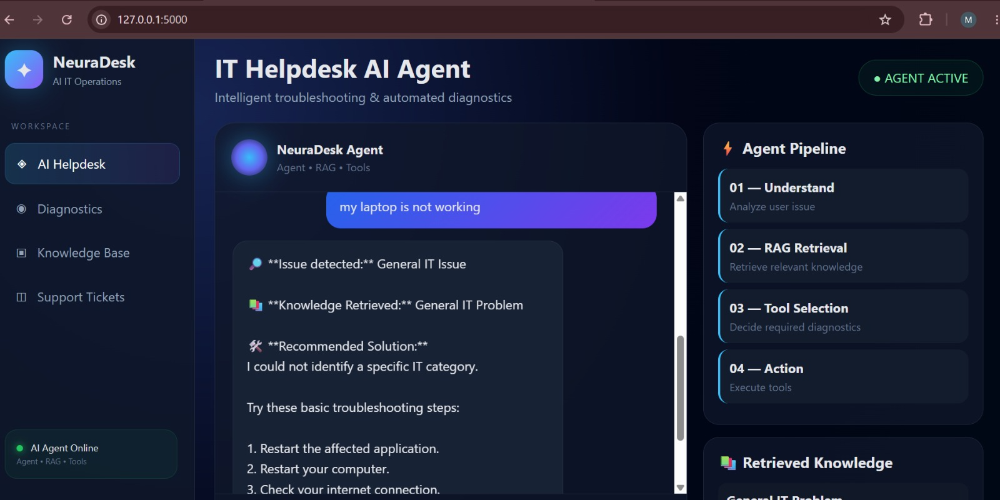 127.0.0.1:5000
M
NeuraDesk
AI IT Operations
WORKSPACE
AI Helpdesk
Diagnostics
Knowledge Base
Support Tickets
AI Agent Online
Agent • RAG • Tools
IT Helpdesk AI Agent
Intelligent troubleshooting & automated diagnostics
● AGENT ACTIVE
NeuraDesk Agent
Agent • RAG • Tools
my laptop is not working
🔎 **Issue detected:** General IT Issue
📚 **Knowledge Retrieved:** General IT Problem
🛠 **Recommended Solution:**
I could not identify a specific IT category.
Try these basic troubleshooting steps:
1. Restart the affected application.
2. Restart your computer.
3. Check your internet connection.
⚡ Agent Pipeline
01 — Understand
Analyze user issue
02 — RAG Retrieval
Retrieve relevant knowledge
03 — Tool Selection
Decide required diagnostics
04 — Action
Execute tools
📚 Retrieved Knowledge
General IT Problem